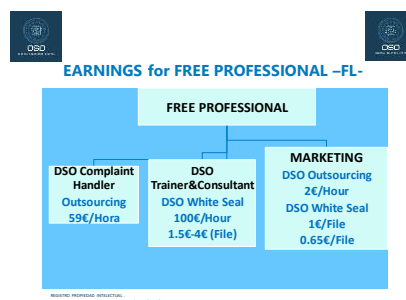 DSO
DSO
EARNINGS for FREE PROFESSIONAL –FL-
FREE PROFESSIONAL
DSO Complaint
Handler
Outsourcing
59€/Hora
DSO
Trainer&Consultant
DSO White Seal
100€/Hour
1.5€-4€ (File)
MARKETING
DSO Outsourcing
2€/Hour
DSO White Seal
1€/File
0.65€/File
REGISTRO PROPIEDAD INTELECTUAL